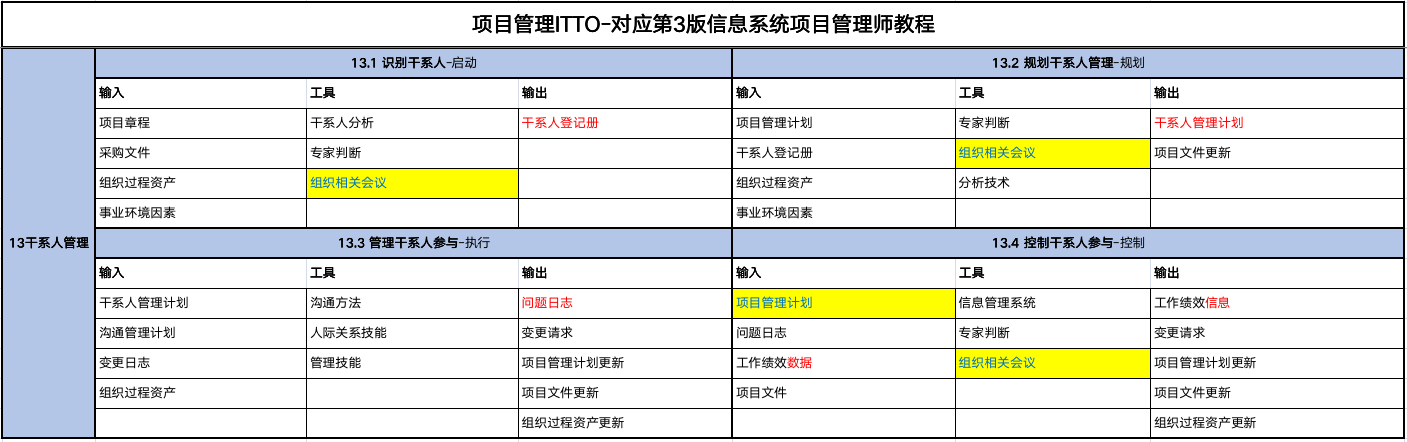 项目管理ITTO-对应第3版信息系统项目管理师教程
13干系人管理
13.1 识别干系人-启动
13.2 规划干系人管理-规划
输入 工具 输出 输入 工具 输出
项目章程 干系人分析 干系人登记册 项目管理计划 专家判断 干系人管理计划
采购文件 专家判断 干系人登记册 组织相关会议 项目文件更新
组织过程资产 组织相关会议 组织过程资产 分析技术
事业环境因素 事业环境因素
13.3 管理干系人参与-执行
13.4 控制干系人参与-控制
输入 工具 输出 输入 工具 输出
干系人管理计划 沟通方法 问题日志 项目管理计划 信息管理系统 工作绩效信息
沟通管理计划 人际关系技能 变更请求 问题日志 专家判断 变更请求
变更日志 管理技能 项目管理计划更新 工作绩效数据 组织相关会议 项目管理计划更新
组织过程资产 项目文件更新 项目文件 项目文件更新
组织过程资产更新 组织过程资产更新